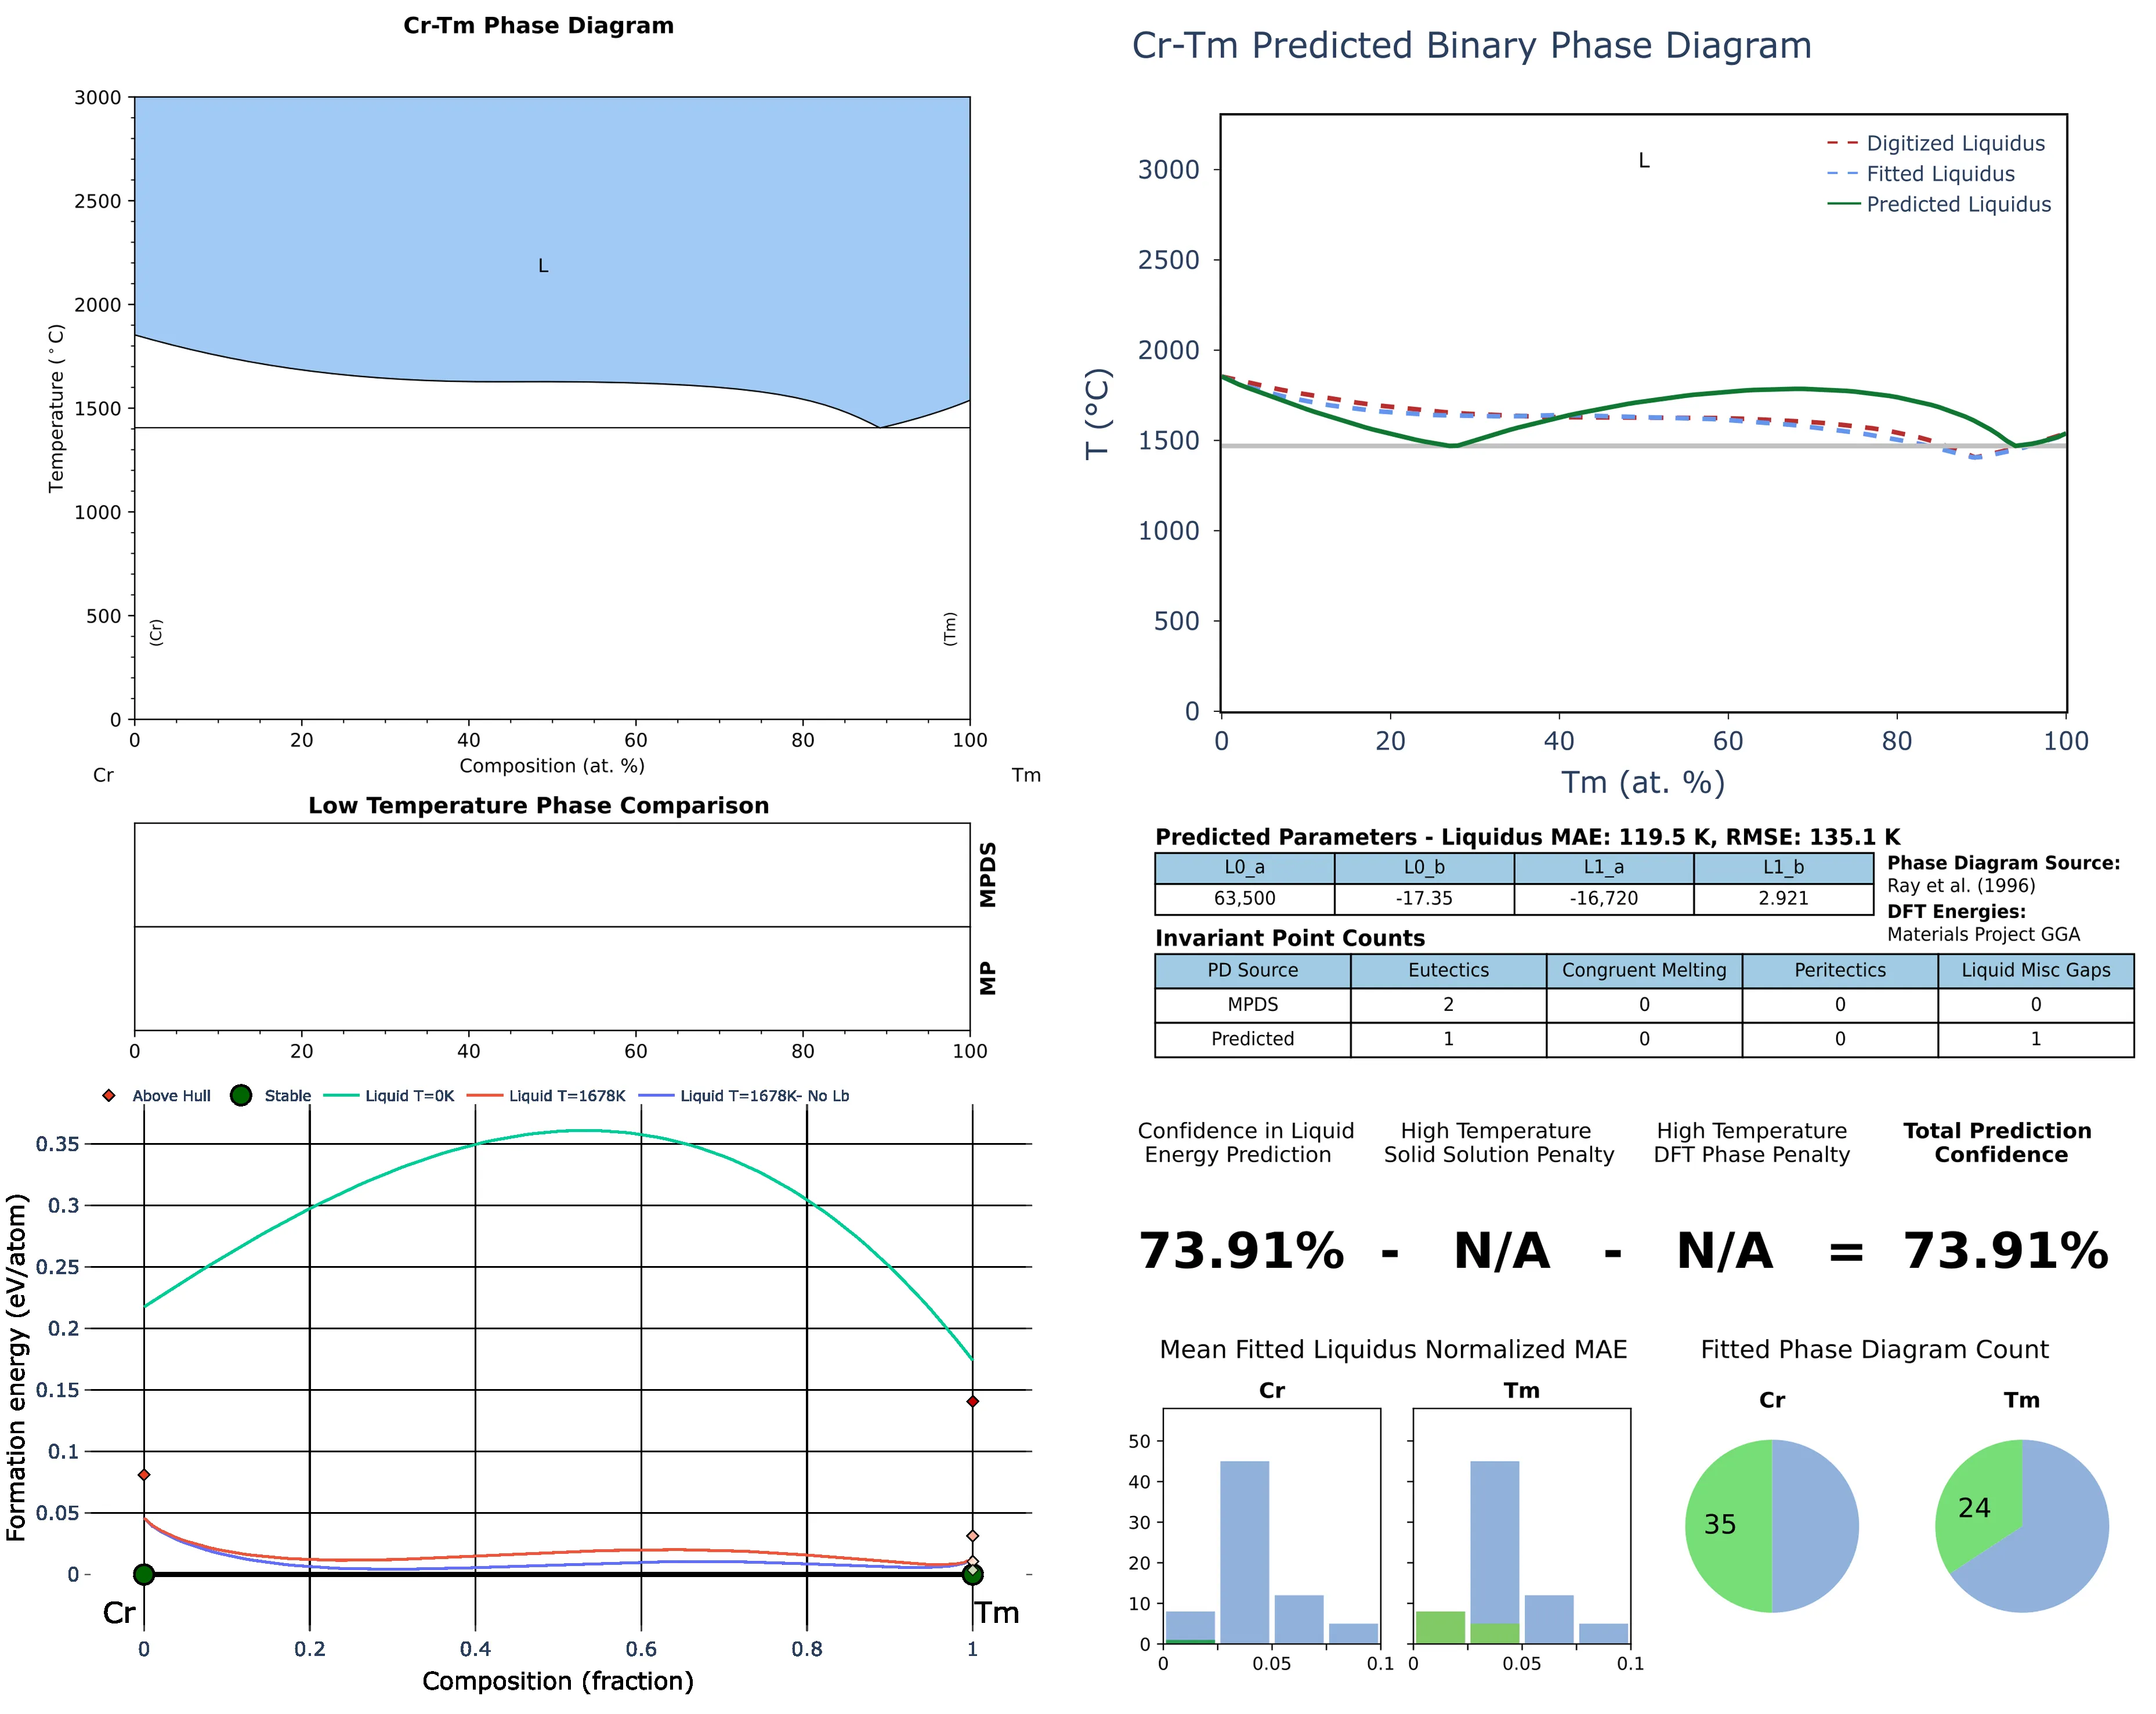 Cr-Tm Phase Diagram
3000
2500
2000
1500
1000
500
0
Temperature (°C)
L
(Cr)
(Tm)
0 20 40 60 80 100
Composition (at. %)
Cr Tm
Low Temperature Phase Comparison
MPDS
MP
0 20 40 60 80 100
Cr-Tm Predicted Binary Phase Diagram
L
Digitized Liquidus
Fitted Liquidus
Predicted Liquidus
3000
2500
2000
1500
1000
500
0
T (°C)
0 20 40 60 80 100
Tm (at. %)
Predicted Parameters - Liquidus MAE: 119.5 K, RMSE: 135.1 K
L0_a L0_b L1_a L1_b
63,500 -17.35 -16,720 2.921
Phase Diagram Source:
Ray et al. (1996)
DFT Energies:
Materials Project GGA
Invariant Point Counts
PD Source Eutectics Congruent Melting Peritectics Liquid Misc Gaps
MPDS 2 0 0 0
Predicted 1 0 0 1
Above Hull Stable Liquid T=0K Liquid T=1678K Liquid T=1678K- No Lb
0.35
0.3
0.25
0.2
0.15
0.1
0.05
0
Formation energy (eV/atom)
Cr Tm
0 0.2 0.4 0.6 0.8 1
Composition (fraction)
Confidence in Liquid
Energy Prediction
High Temperature
Solid Solution Penalty
High Temperature
DFT Phase Penalty
Total Prediction
Confidence
73.91% - N/A - N/A = 73.91%
Mean Fitted Liquidus Normalized MAE
Cr Tm
50
40
30
20
10
0
0 0.05 0.1 0 0.05 0.1
Fitted Phase Diagram Count
Cr Tm
35 24